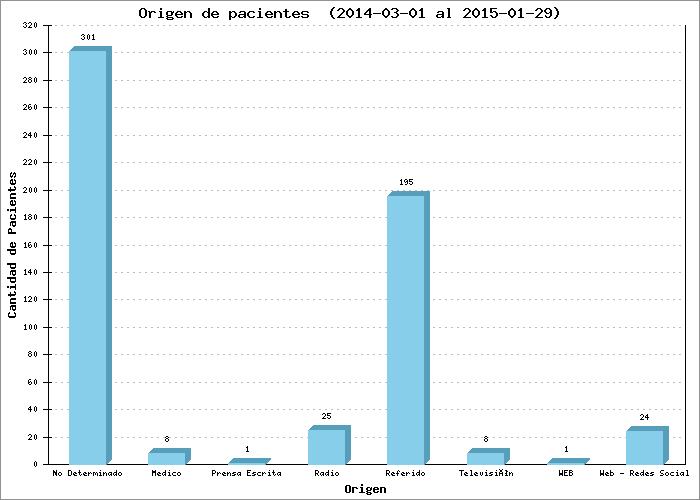 Origen de pacientes (2014-03-01 al 2015-01-29)
Cantidad de Pacientes
320
300
280
260
240
220
200
180
160
140
120
100
80
60
40
20
0
301
8
1
25
195
8
1
24
No Determinado
Medico
Prensa Escrita
Radio
Referido
WEB
Web - Redes Social
Origen